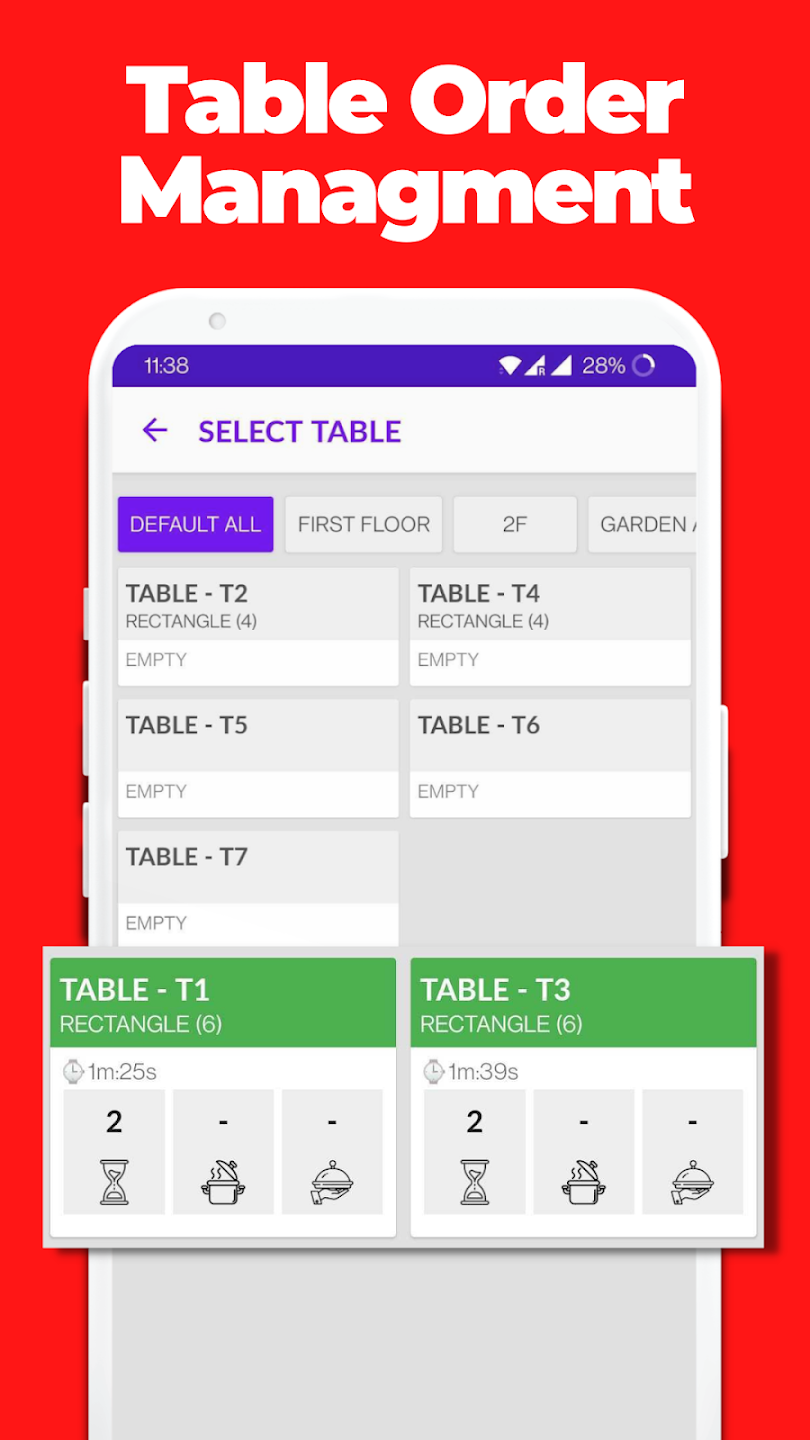 Table Order
Managment
11:38
R
28%
SELECT TABLE
DEFAULT ALL
FIRST FLOOR
2F
GARDEN
TABLE - T2
RECTANGLE (4)
EMPTY
TABLE - T4
RECTANGLE (4)
EMPTY
TABLE - T5
EMPTY
TABLE - T6
EMPTY
TABLE - T7
EMPTY
TABLE - T1
RECTANGLE (6)
1m:25s
2 - -
TABLE - T3
RECTANGLE (6)
1m:39s
2 - -